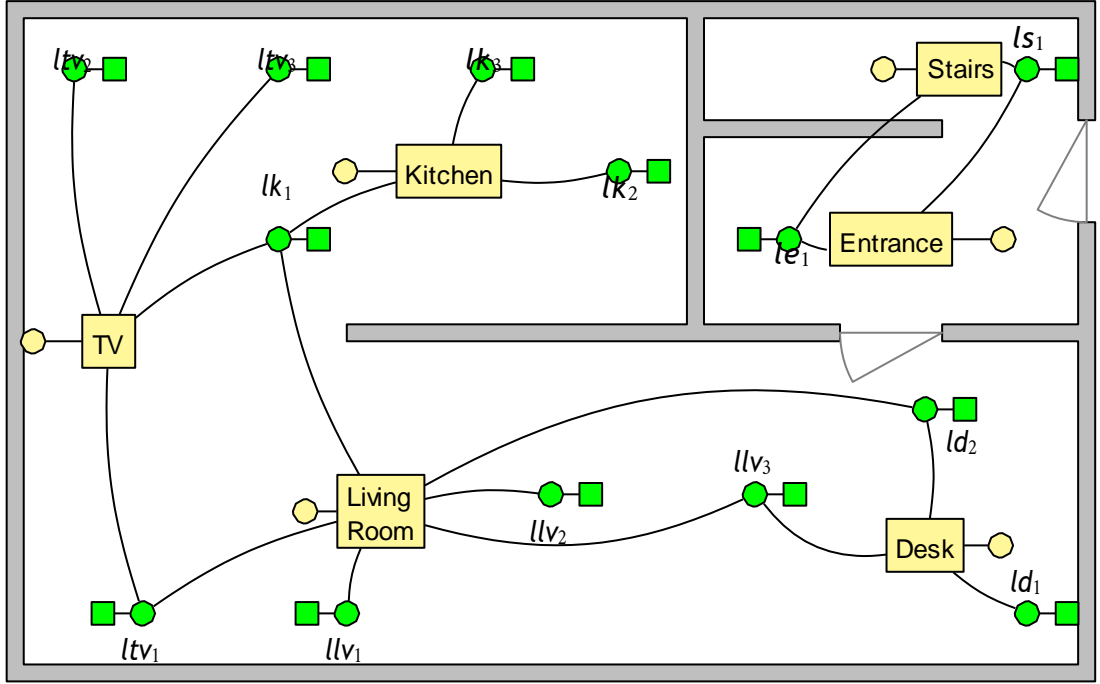 ltv₂
ltv₃
lk₃
ls₁
Stairs
Kitchen
lk₁
lk₂
Entrance
le₁
TV
ld₂
llv₃
Living
Room
llv₂
Desk
ld₁
ltv₁
llv₁